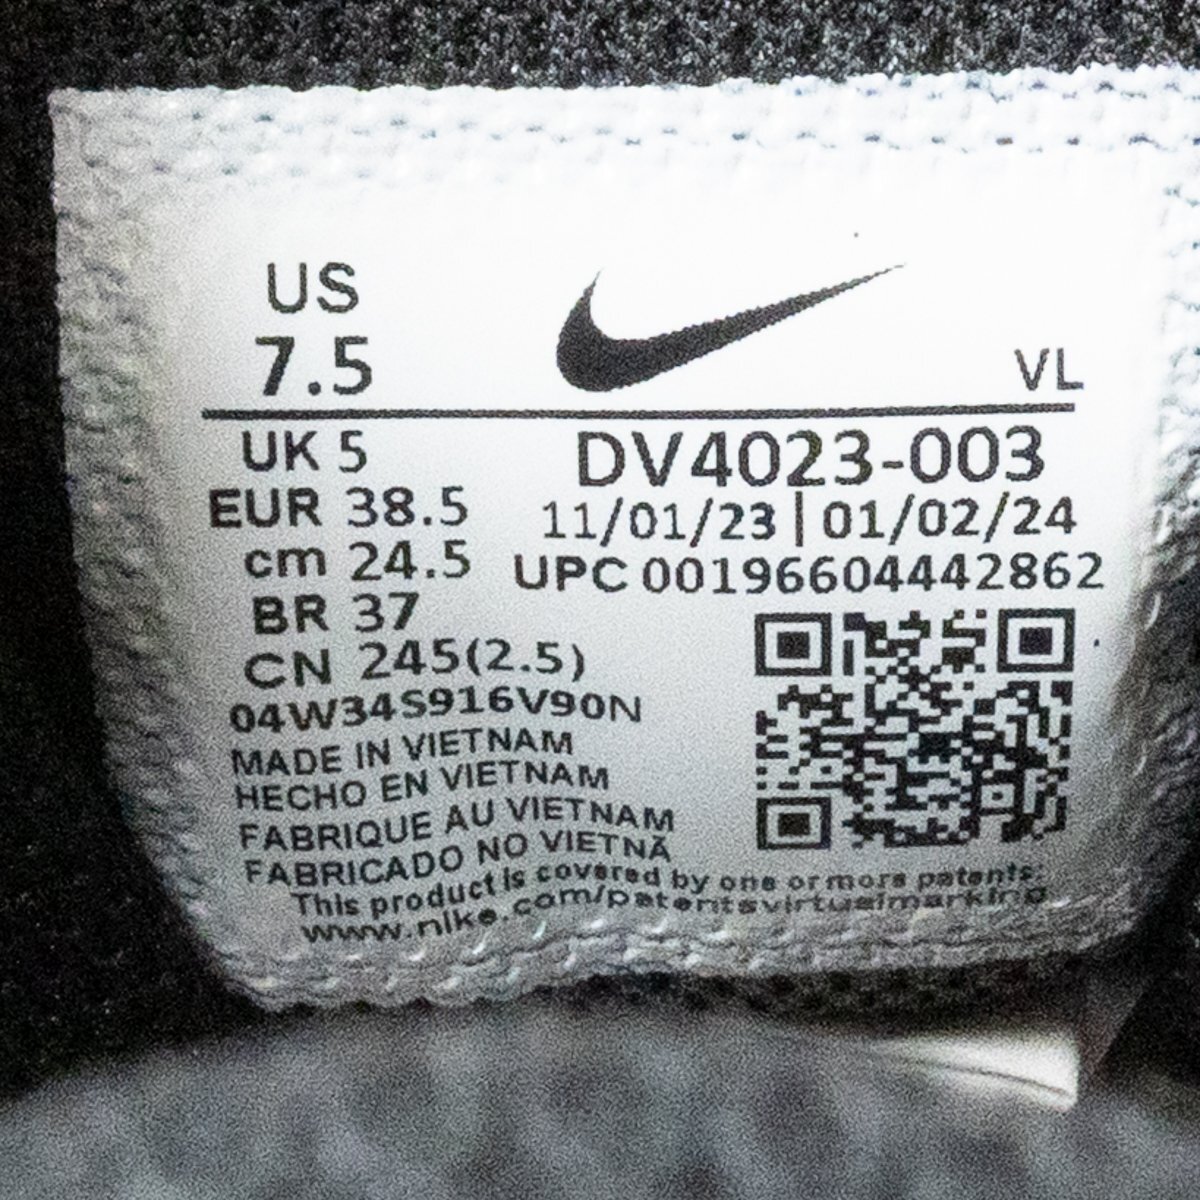 US
7.5
VL
UK 5
EUR 38.5
cm 24.5
BR 37
CN 245(2.5)
DV4023-003
11/01/23 | 01/02/24
UPC 00196604442862
04W34S916V90N
MADE IN VIETNAM
HECHO EN VIETNAM
FABRIQUE AU VIETNAM
FABRICADO NO VIETNÃ
This product is covered by one or more patents:
www.nike.com/patentsvirtualmarking